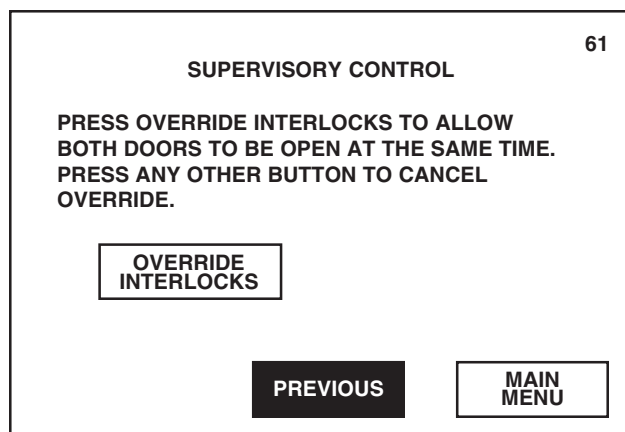 61
SUPERVISORY CONTROL
PRESS OVERRIDE INTERLOCKS TO ALLOW
BOTH DOORS TO BE OPEN AT THE SAME TIME.
PRESS ANY OTHER BUTTON TO CANCEL
OVERRIDE.
OVERRIDE
INTERLOCKS
PREVIOUS
MAIN
MENU